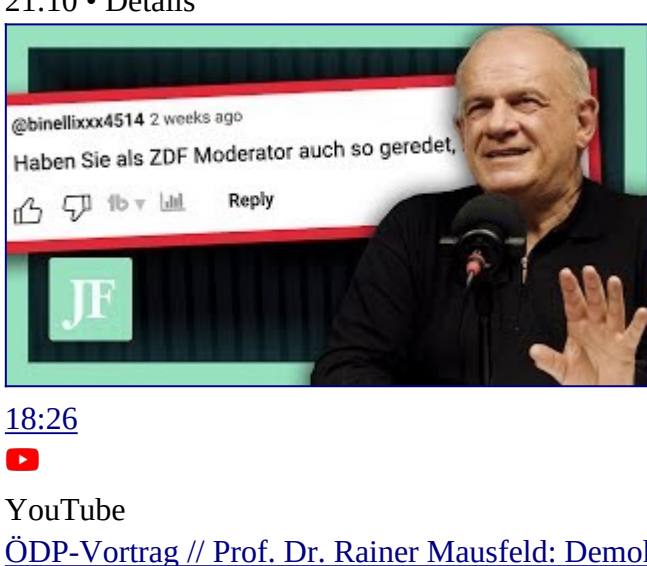 21:10 • Details
@binellixxx4514 2 weeks ago
Haben Sie als ZDF Moderator auch so geredet,
Reply
JF
18:26
YouTube
ÖDP-Vortrag // Prof. Dr. Rainer Mausfeld: